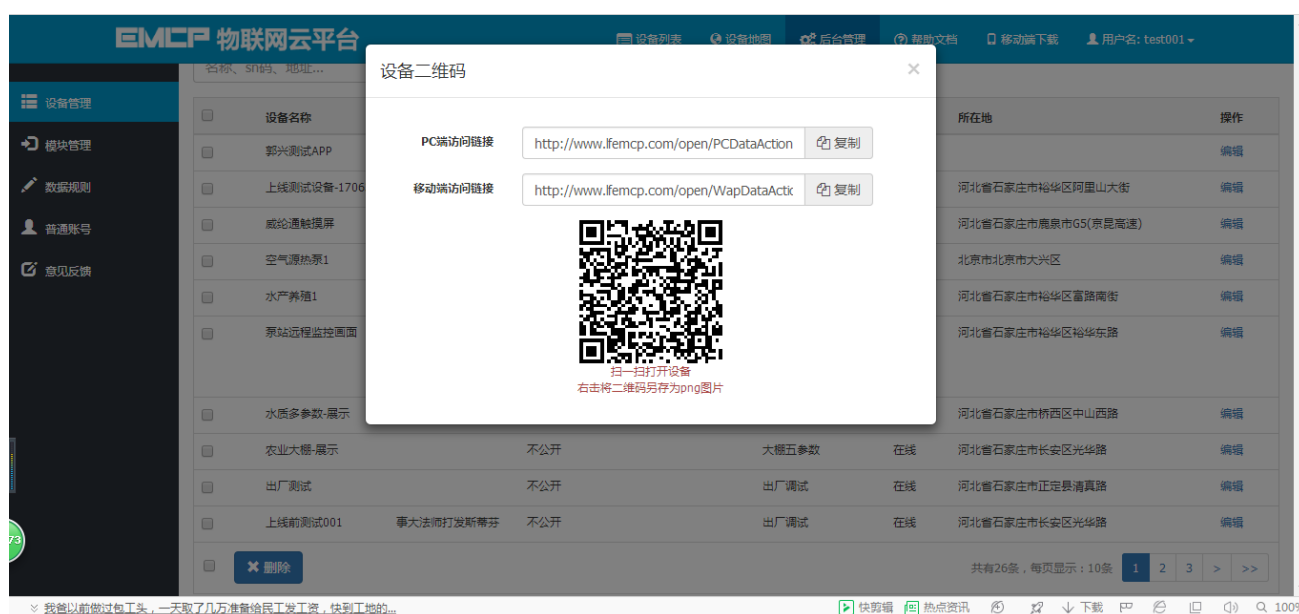 EMCP 物联网云平台
设备列表 设备地图 后台管理 帮助文档 移动端下载 用户名: test001
名称、sn码、地址...
设备管理
模块管理
数据规则
普通账号
意见反馈
设备二维码 ×
PC端访问链接 http://www.lfemcp.com/open/PCDataAction 复制
移动端访问链接 http://www.lfemcp.com/open/WapDataActic 复制
扫一扫打开设备
右击将二维码另存为png图片
设备名称 所在地 操作
郭兴测试APP 编辑
上线测试设备-1706 河北省石家庄市裕华区阿里山大街 编辑
威纶通触摸屏 河北省石家庄市鹿泉市G5(京昆高速) 编辑
空气源热泵1 北京市北京市大兴区 编辑
水产养殖1 河北省石家庄市裕华区富路南街 编辑
泵站远程监控画面 河北省石家庄市裕华区裕华东路 编辑
水质多参数-展示 河北省石家庄市桥西区中山西路 编辑
农业大棚-展示 不公开 大棚五参数 在线 河北省石家庄市长安区光华路 编辑
出厂测试 不公开 出厂调试 在线 河北省石家庄市正定县清真路 编辑
上线前测试001 事大法师打发斯蒂芬 不公开 出厂调试 在线 河北省石家庄市长安区光华路 编辑
删除 共有26条，每页显示：10条 1 2 3 > >>
73
我爸以前做过包工头，一天取了几万准备给民工发工资，快到工地的... 快剪辑 热点资讯 下载 100%